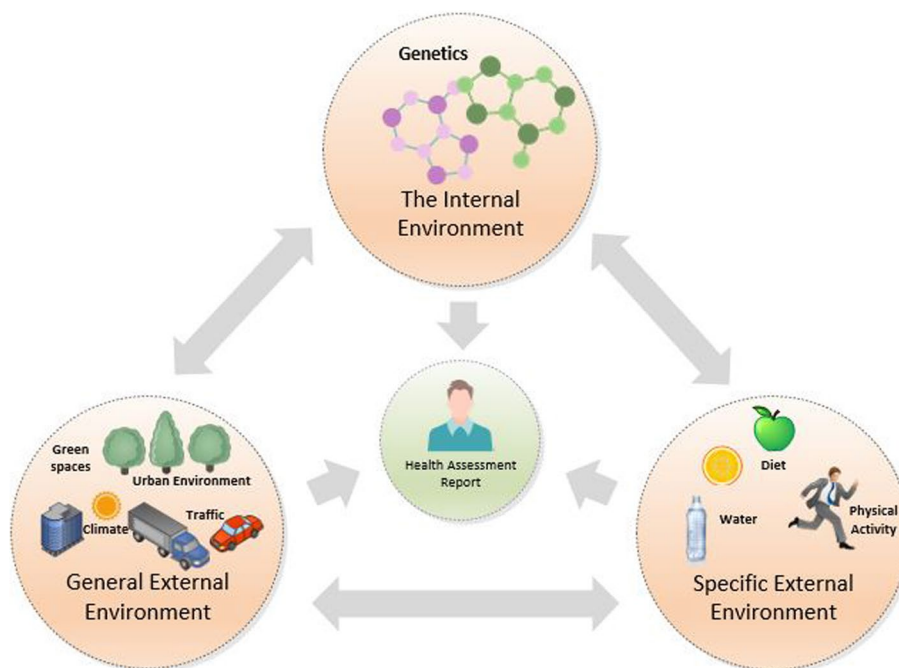 Genetics
The Internal
Environment
Health Assessment
Report
Green
spaces
Urban Environment
Climate
Traffic
General External
Environment
Diet
Water
Physical
Activity
Specific External
Environment